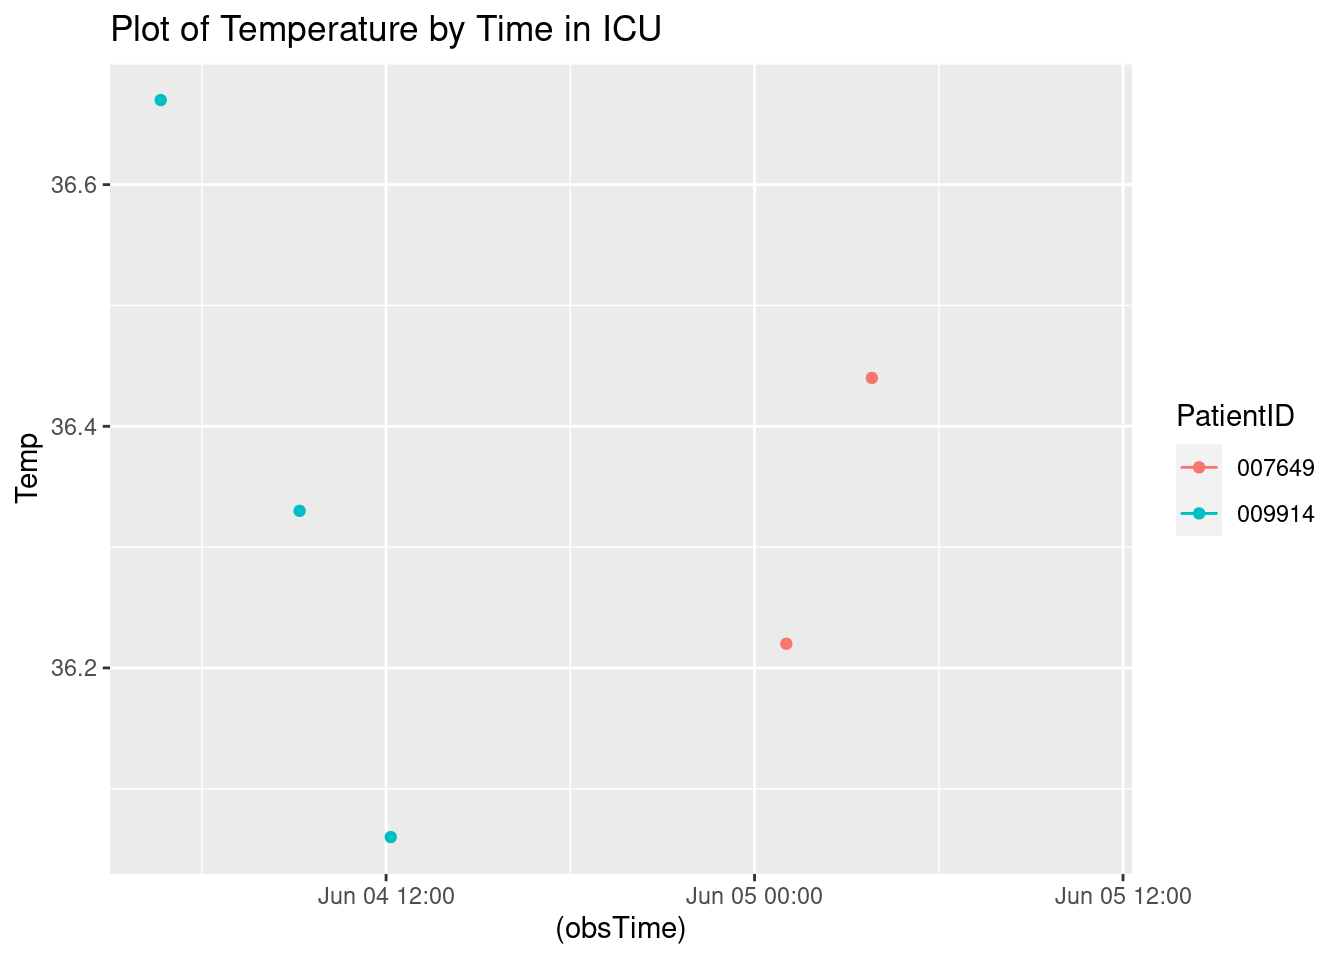 Plot of Temperature by Time in ICU
36.6
36.4
36.2
Temp
Jun 04 12:00
Jun 05 00:00
Jun 05 12:00
(obsTime)
PatientID
007649
009914